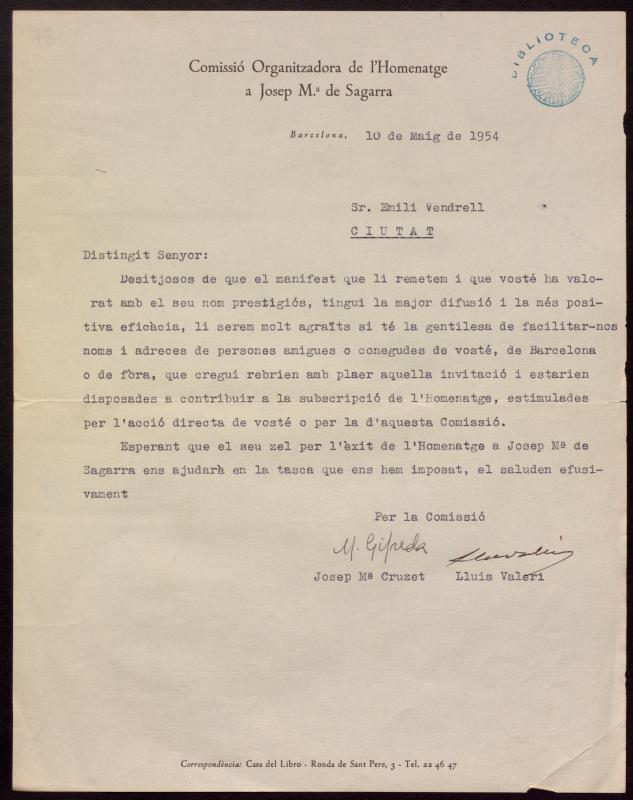 73
BIBLIOTECA
Comissió Organitzadora de l'Homenatge
a Josep M.ª de Sagarra
Barcelona, 10 de Maig de 1954
Sr. Emili Vendrell
C I U T A T
Distingit Senyor:
Desitjosos de que el manifest que li remetem i que vosté ha valo-
rat amb el seu nom prestigiós, tingui la major difusió i la més posi-
tiva eficàcia, li serem molt agraïts si té la gentilesa de facilitar-nos
noms i adreces de persones amigues o conegudes de vosté, de Barcelona
o de fòra, que cregui rebrien amb plaer aquella invitació i estarien
disposades a contribuir a la subscripció de l'Homenatge, estimulades
per l'acció directa de vosté o per la d'aquesta Comissió.
Esperant que el seu zel per l'èxit de l'Homenatge a Josep Mª de
Sagarra ens ajudarà en la tasca que ens hem imposat, el saluden efusi-
vament
Per la Comissió
M. Gifreda
Josep Mª Cruzet Lluis Valeri
Correspondència: Casa del Libro - Ronda de Sant Pere, 3 - Tel. 22 46 47